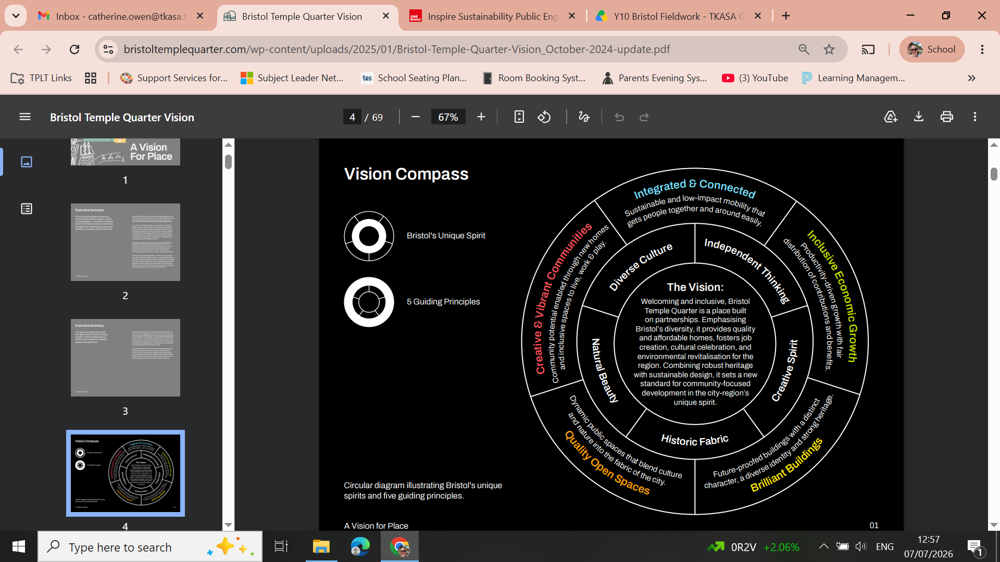 Inbox - catherine.owen@tkasa.t
Bristol Temple Quarter Vision
UWE Bristol
Inspire Sustainability Public Eng
Y10 Bristol Fieldwork - TKASA G
bristoltemplequarter.com/wp-content/uploads/2025/01/Bristol-Temple-Quarter-Vision_October-2024-update.pdf
School
TPLT Links
Support Services for...
Subject Leader Net...
tes
School Seating Plan...
Room Booking Syst...
Parents Evening Sys...
(3) YouTube
Learning Managem...
Bristol Temple Quarter Vision
4 / 69
67%
A Vision
For Place
1
Executive Summary
2
Executive Summary
3
Vision Compass
4
Vision Compass
Bristol's Unique Spirit
5 Guiding Principles
Circular diagram illustrating Bristol's unique
spirits and five guiding principles.
A Vision for Place
01
Integrated & Connected
Sustainable and low-impact mobility that
gets people together and around easily.
Inclusive Economic Growth
Productivity-driven growth with fair
distribution of contributions and benefits.
Future-proofed buildings with a distinct
character, a diverse identity and strong heritage.
Brilliant Buildings
Dynamic public spaces that blend culture
and nature into the fabric of the city.
Quality Open Spaces
Creative & Vibrant Communities
Community potential enabled through new homes
and inclusive spaces to live, work & play.
Diverse Culture
Independent Thinking
Creative Spirit
Historic Fabric
Natural Beauty
The Vision:
Welcoming and inclusive, Bristol
Temple Quarter is a place built
on partnerships. Emphasising
Bristol's diversity, it provides quality
and affordable homes, fosters job
creation, cultural celebration, and
environmental revitalisation for the
region. Combining robust heritage
with sustainable design, it sets a new
standard for community-focused
development in the city-region's
unique spirit.
Type here to search
0R2V +2.06%
ENG
12:57
07/07/2026
1